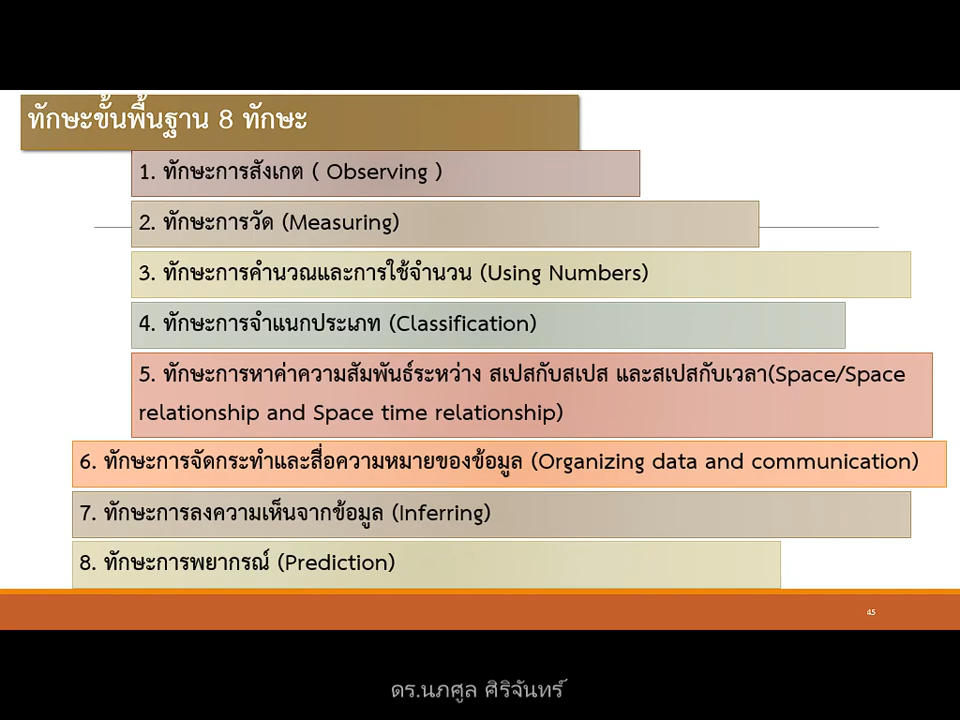 ทักษะขั้นพื้นฐาน 8 ทักษะ
1. ทักษะการสังเกต ( Observing )
2. ทักษะการวัด (Measuring)
3. ทักษะการคำนวณและการใช้จำนวน (Using Numbers)
4. ทักษะการจำแนกประเภท (Classification)
5. ทักษะการหาค่าความสัมพันธ์ระหว่าง สเปสกับสเปส และสเปสกับเวลา(Space/Space
relationship and Space time relationship)
6. ทักษะการจัดกระทำและสื่อความหมายของข้อมูล (Organizing data and communication)
7. ทักษะการลงความเห็นจากข้อมูล (Inferring)
8. ทักษะการพยากรณ์ (Prediction)
45
ดร.นภศูล ศิริจันทร์